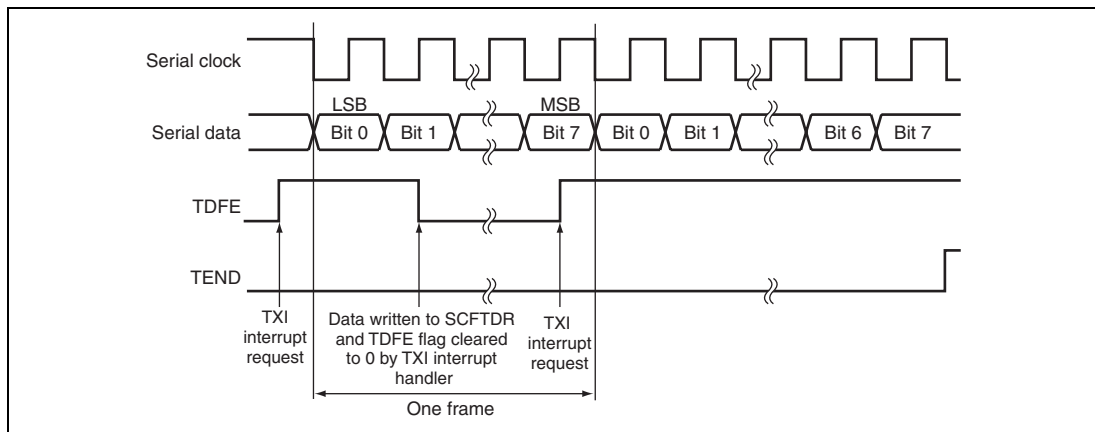 Serial clock
LSB
MSB
Serial data
Bit 0
Bit 1
Bit 7
Bit 0
Bit 1
Bit 6
Bit 7
TDFE
TEND
TXI
interrupt
request
Data written to SCFTDR
and TDFE flag cleared
to 0 by TXI interrupt
handler
TXI
interrupt
request
One frame